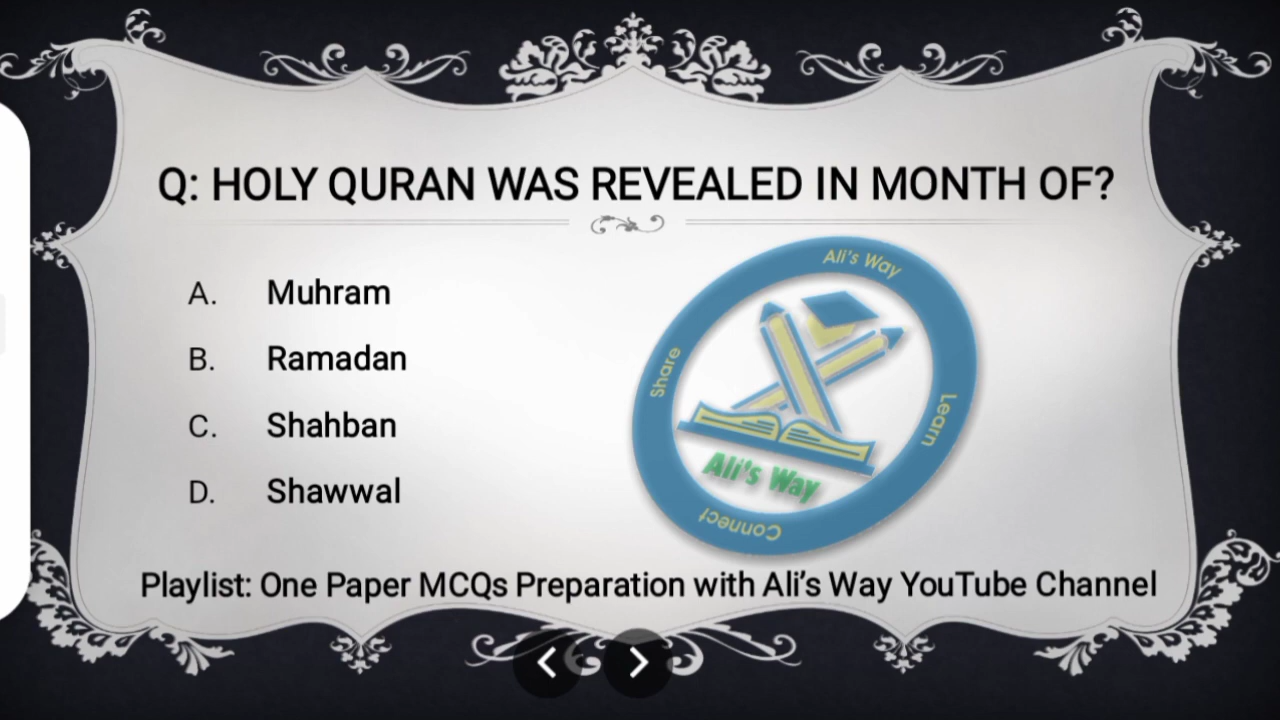 Q: HOLY QURAN WAS REVEALED IN MONTH OF?
A. Muhram
B. Ramadan
C. Shahban
D. Shawwal
Ali's Way
Share
Learn
Ali's Way
Connect
Playlist: One Paper MCQs Preparation with Ali's Way YouTube Channel